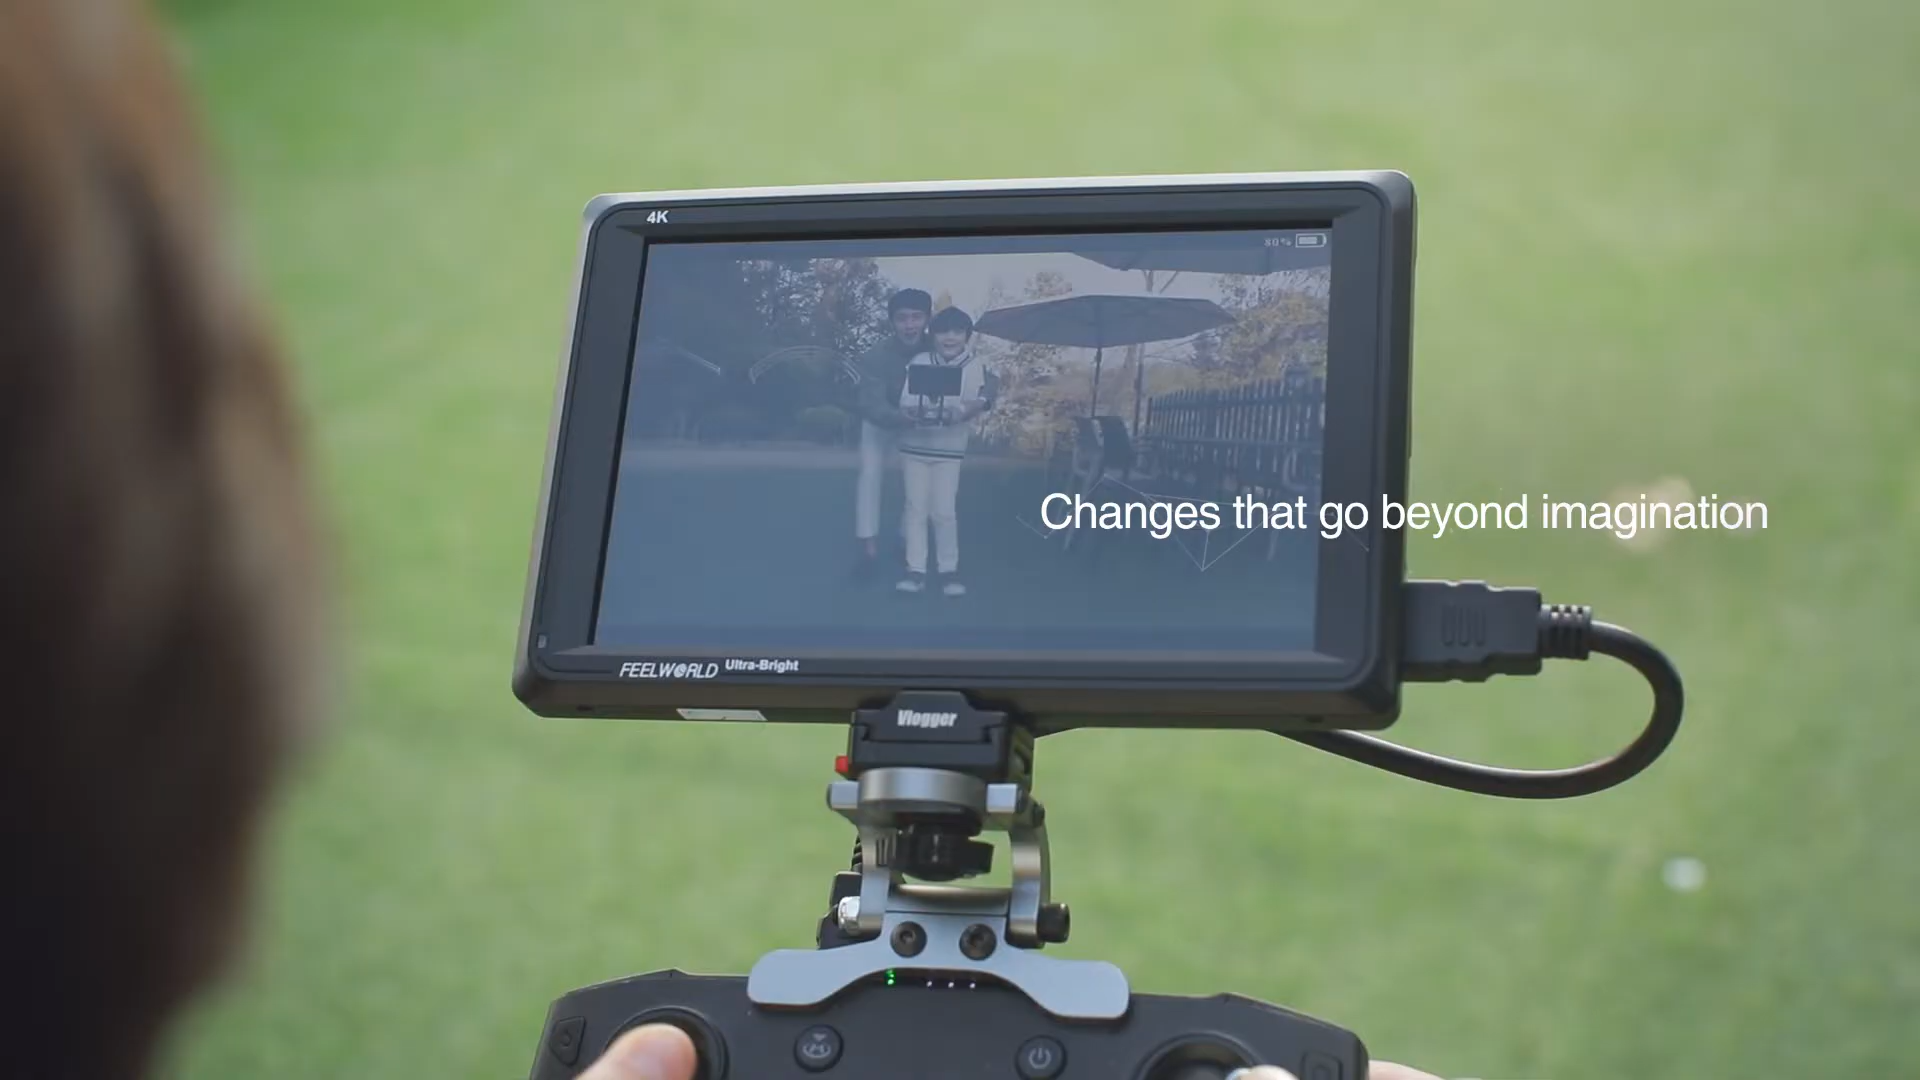 4K
80%
Changes that go beyond imagination
FEELWORLD Ultra-Bright
Vlogger